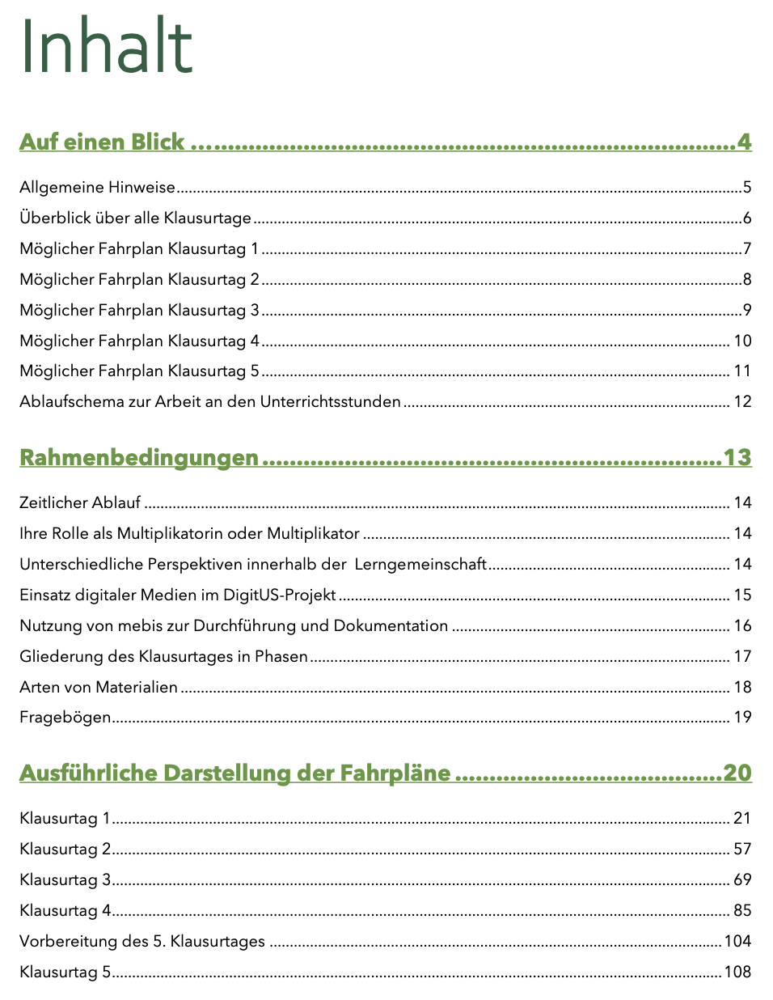 Inhalt
Auf einen Blick ................................................................................4
Allgemeine Hinweise............................................................................................................................................5
Überblick über alle Klausurtage.........................................................................................................................6
Möglicher Fahrplan Klausurtag 1.......................................................................................................................7
Möglicher Fahrplan Klausurtag 2.......................................................................................................................8
Möglicher Fahrplan Klausurtag 3.......................................................................................................................9
Möglicher Fahrplan Klausurtag 4.................................................................................................................... 10
Möglicher Fahrplan Klausurtag 5.................................................................................................................... 11
Ablaufschema zur Arbeit an den Unterrichtsstunden................................................................................. 12
Rahmenbedingungen...................................................................13
Zeitlicher Ablauf ................................................................................................................................................. 14
Ihre Rolle als Multiplikatorin oder Multiplikator ........................................................................................... 14
Unterschiedliche Perspektiven innerhalb der  Lerngemeinschaft............................................................ 14
Einsatz digitaler Medien im DigitUS-Projekt ................................................................................................. 15
Nutzung von mebis zur Durchführung und Dokumentation ..................................................................... 16
Gliederung des Klausurtages in Phasen........................................................................................................ 17
Arten von Materialien ........................................................................................................................................ 18
Fragebögen......................................................................................................................................................... 19
Ausführliche Darstellung der Fahrpläne .......................................20
Klausurtag 1......................................................................................................................................................... 21
Klausurtag 2......................................................................................................................................................... 57
Klausurtag 3......................................................................................................................................................... 69
Klausurtag 4......................................................................................................................................................... 85
Vorbereitung des 5. Klausurtages ................................................................................................................104
Klausurtag 5.......................................................................................................................................................108